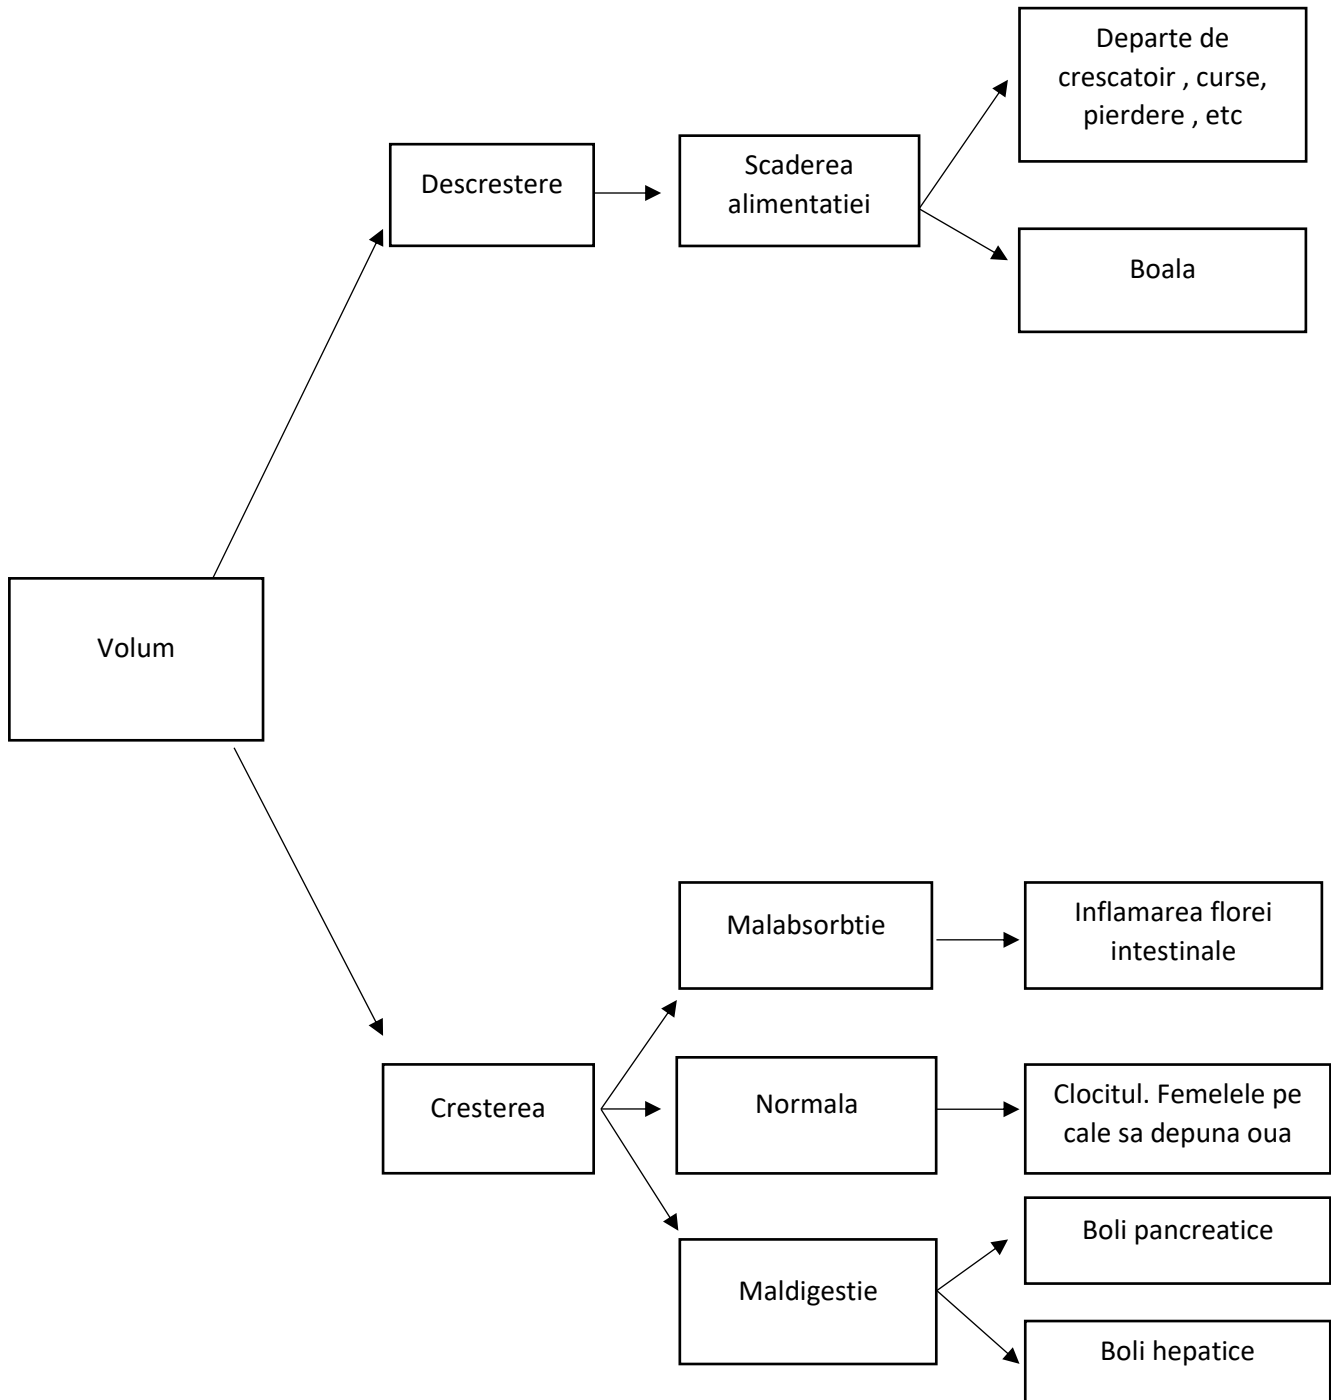 Departe de
crescatoir , curse,
pierdere , etc
Descrestere
Scaderea
alimentatiei
Boala
Volum
Malabsorbtie
Inflamarea florei
intestinale
Cresterea
Normala
Clocitul. Femelele pe
cale sa depuna oua
Maldigestie
Boli pancreatice
Boli hepatice